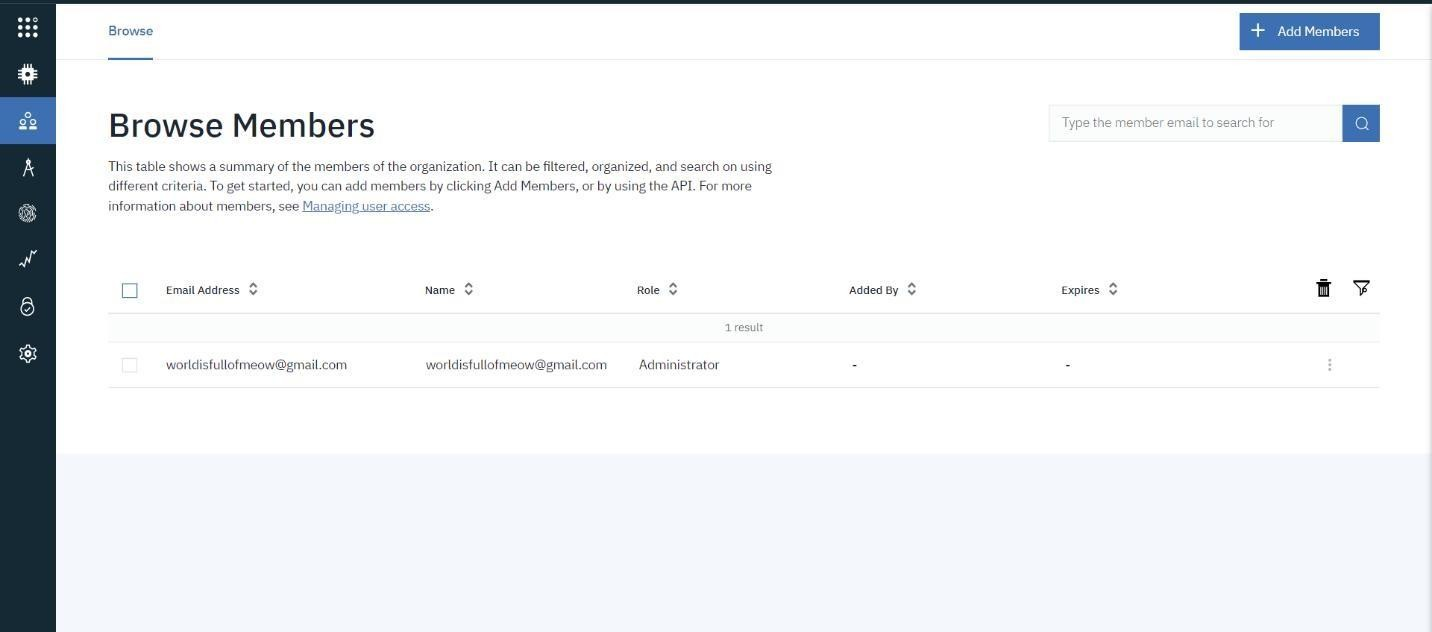 Browse
Add Members
Browse Members
Type the member email to search for
This table shows a summary of the members of the organization. It can be filtered, organized, and search on using
different criteria. To get started, you can add members by clicking Add Members, or by using the API. For more
information about members, see Managing user access.
Email Address Name Role Added By Expires
1 result
worldisfullofmeow@gmail.com worldisfullofmeow@gmail.com Administrator - -